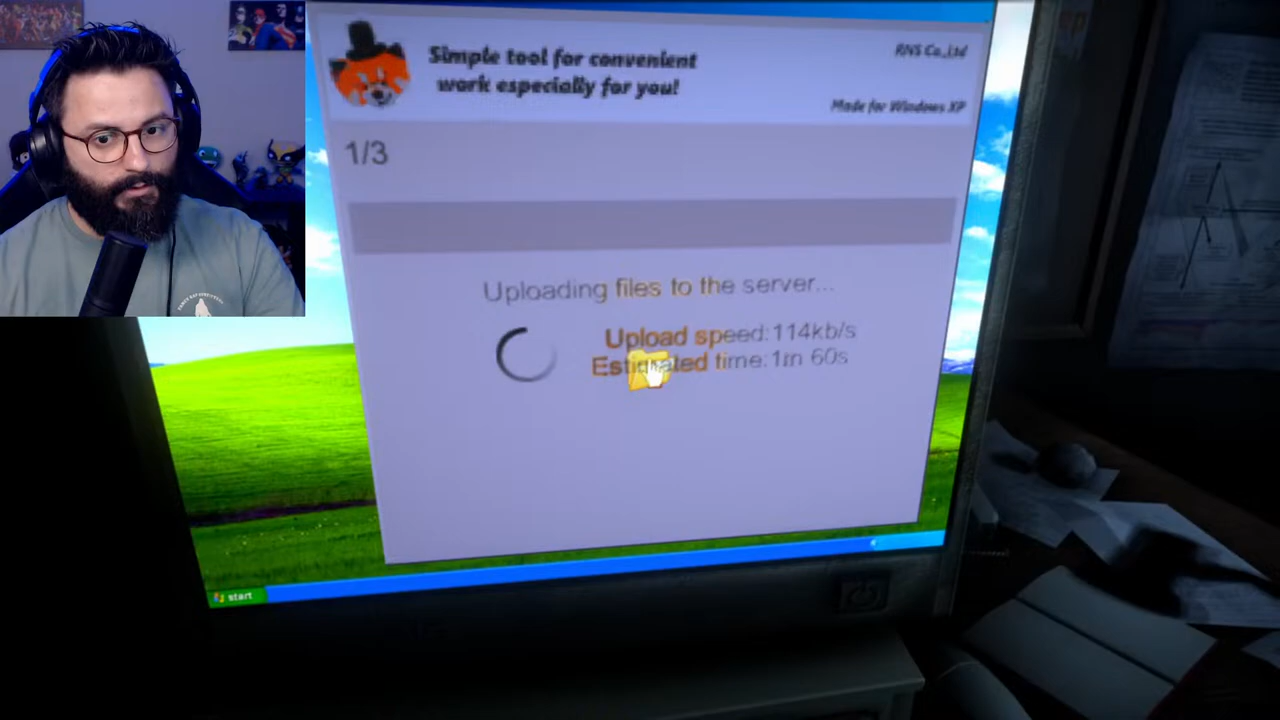 Simple tool for convenient
work especially for you!
RNS Co.,Ltd
Made for Windows XP
1/3
Uploading files to the server...
Upload speed:114kb/s
Estimated time:1m 60s
start